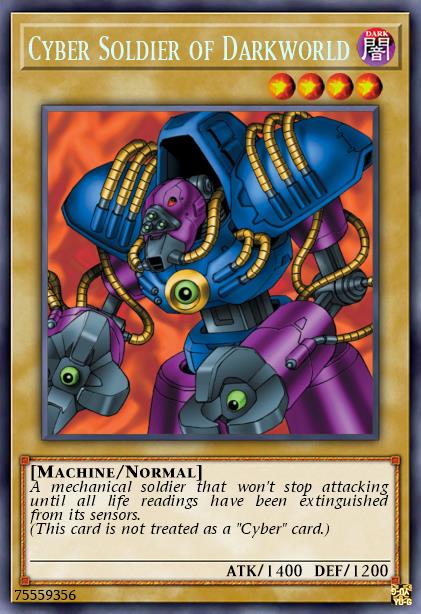 CYBER SOLDIER OF DARKWORLD
DARK
闇
[MACHINE/NORMAL]
A mechanical soldier that won't stop attacking
until all life readings have been extinguished
from its sensors.
(This card is not treated as a "Cyber" card.)
ATK/1400 DEF/1200
75559356